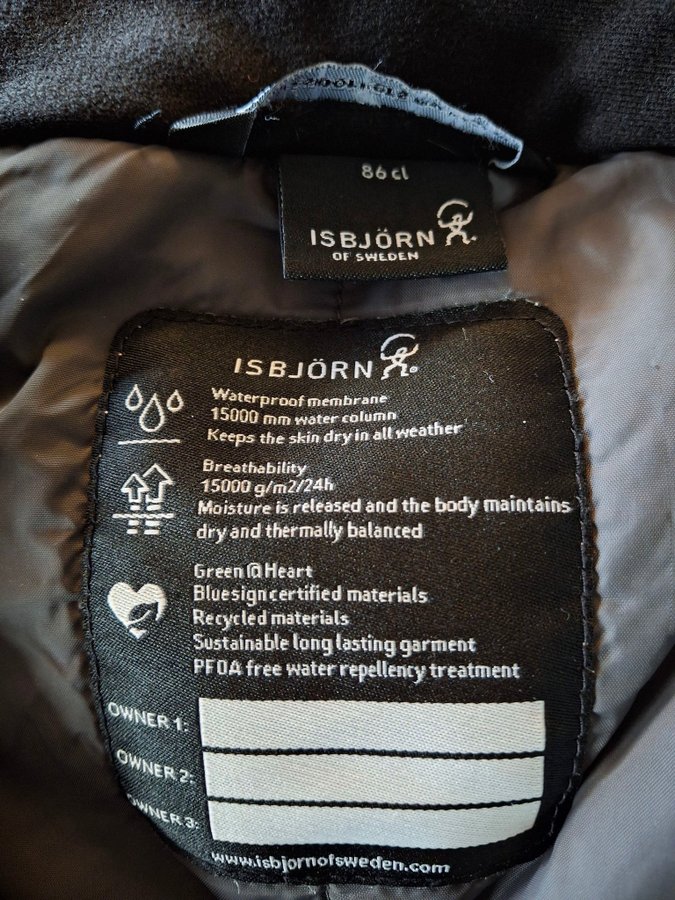 86 cl
ISBJÖRN
OF SWEDEN
ISBJÖRN
Waterproof membrane
15000 mm water column
Keeps the skin dry in all weather
Breathability
15000 g/m2/24h
Moisture is released and the body maintains
dry and thermally balanced
Green@Heart
Bluesign certified materials
Recycled materials
Sustainable long lasting garment
PFOA free water repellency treatment
OWNER 1:
OWNER 2:
OWNER 3:
www.isbjornofsweden.com